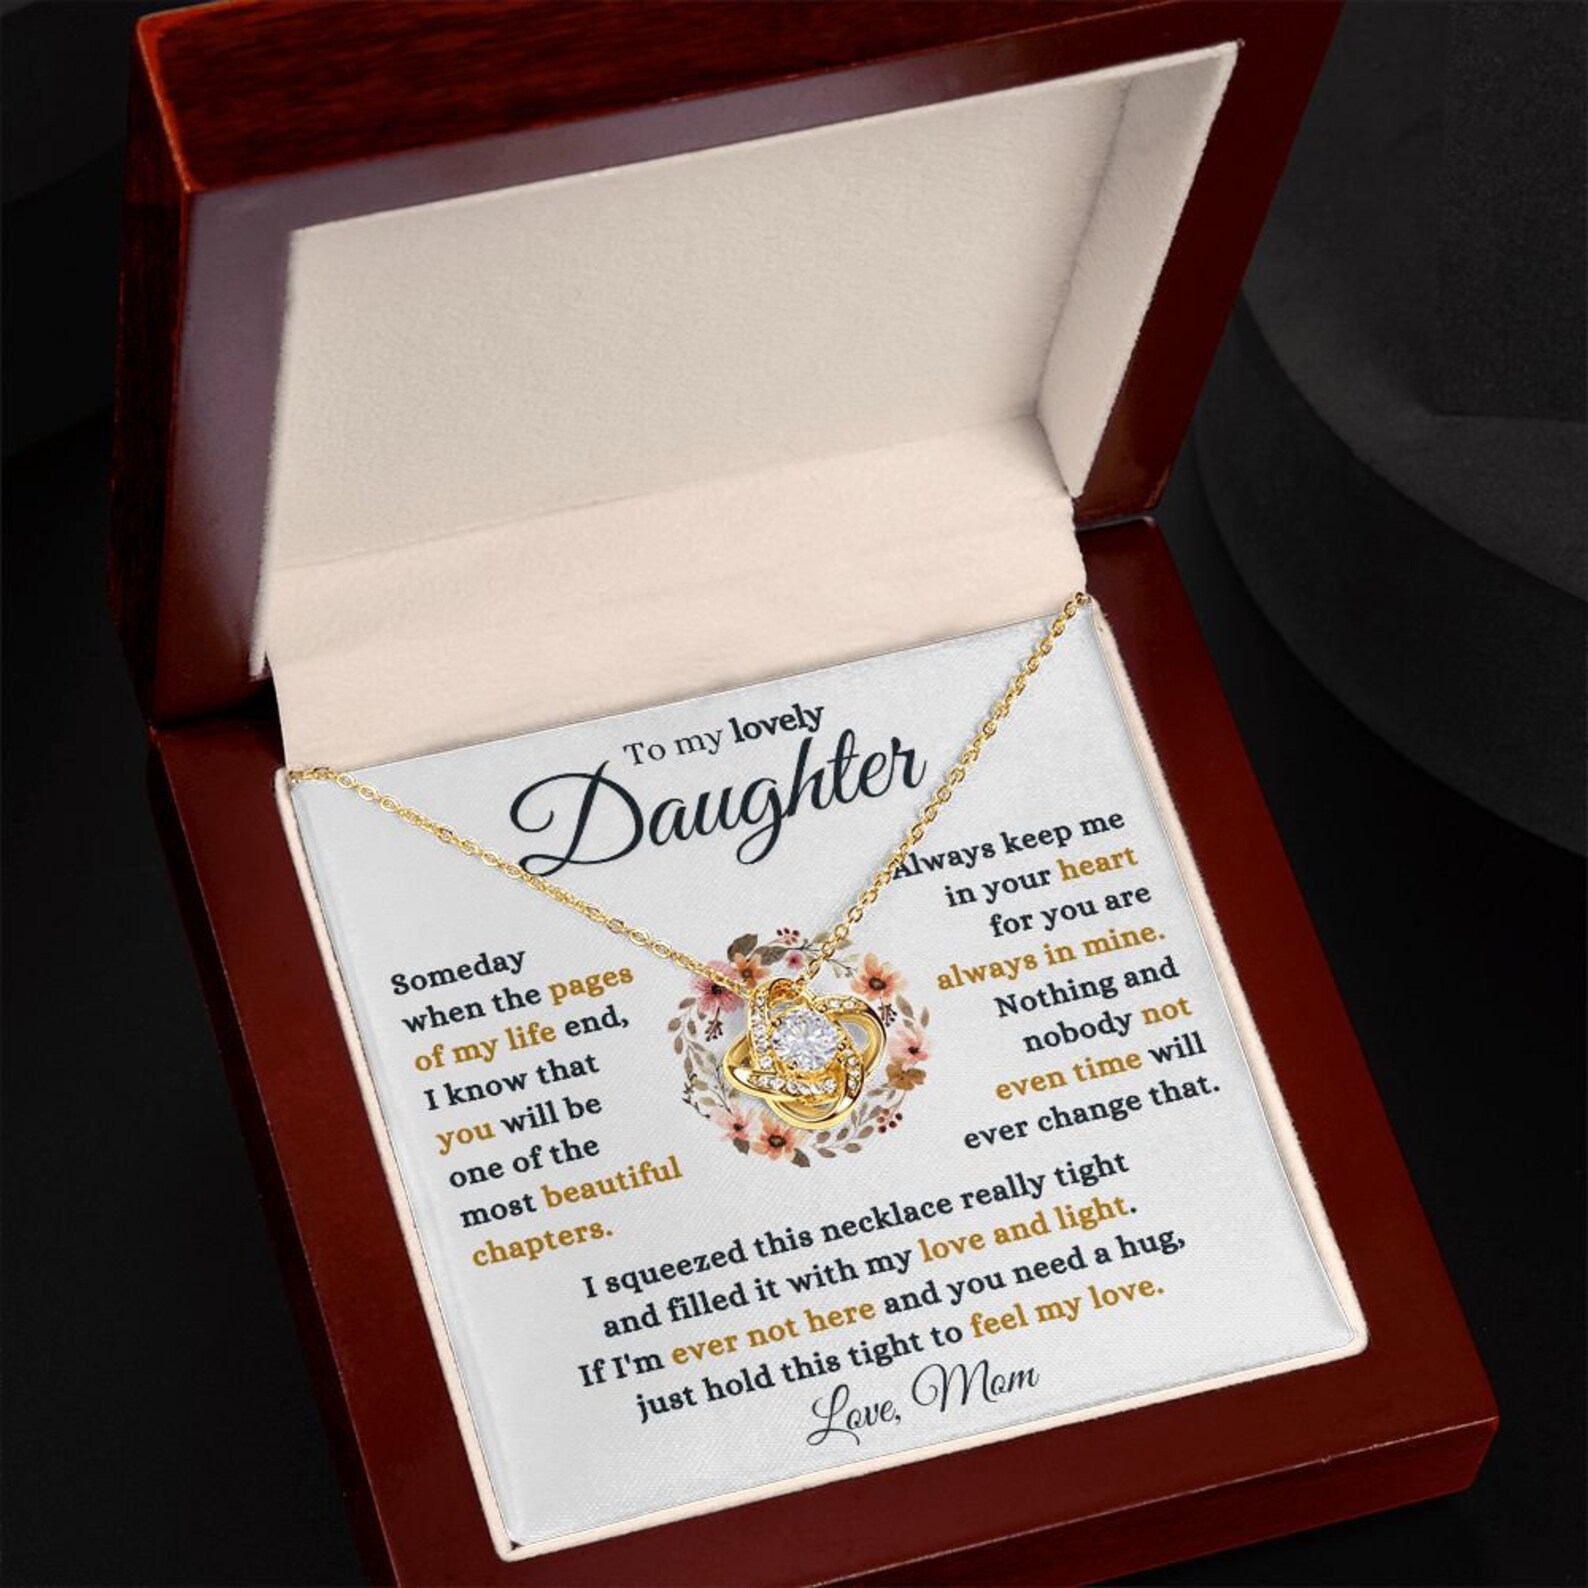 To my lovely
Daughter
Someday
when the pages
of my life end,
I know that
you will be
one of the
most beautiful
chapters.
Always keep me
in your heart
for you are
always in mine.
Nothing and
nobody not
even time will
ever change that.
I squeezed this necklace really tight
and filled it with my love and light.
If I'm ever not here and you need a hug,
just hold this tight to feel my love.
Love, Mom